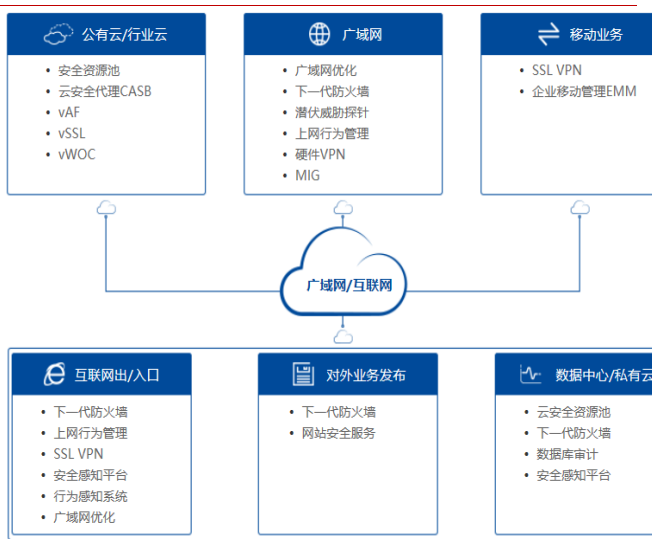 公有云/行业云
• 安全资源池
• 云安全代理CASB
• vAF
• vSSL
• vWOC
广域网
• 广域网优化
• 下一代防火墙
• 潜伏威胁探针
• 上网行为管理
• 硬件VPN
• MIG
移动业务
• SSL VPN
• 企业移动管理EMM
广域网/互联网
互联网出/入口
• 下一代防火墙
• 上网行为管理
• SSL VPN
• 安全感知平台
• 行为感知系统
• 广域网优化
对外业务发布
• 下一代防火墙
• 网站安全服务
数据中心/私有云
• 云安全资源池
• 下一代防火墙
• 数据库审计
• 安全感知平台